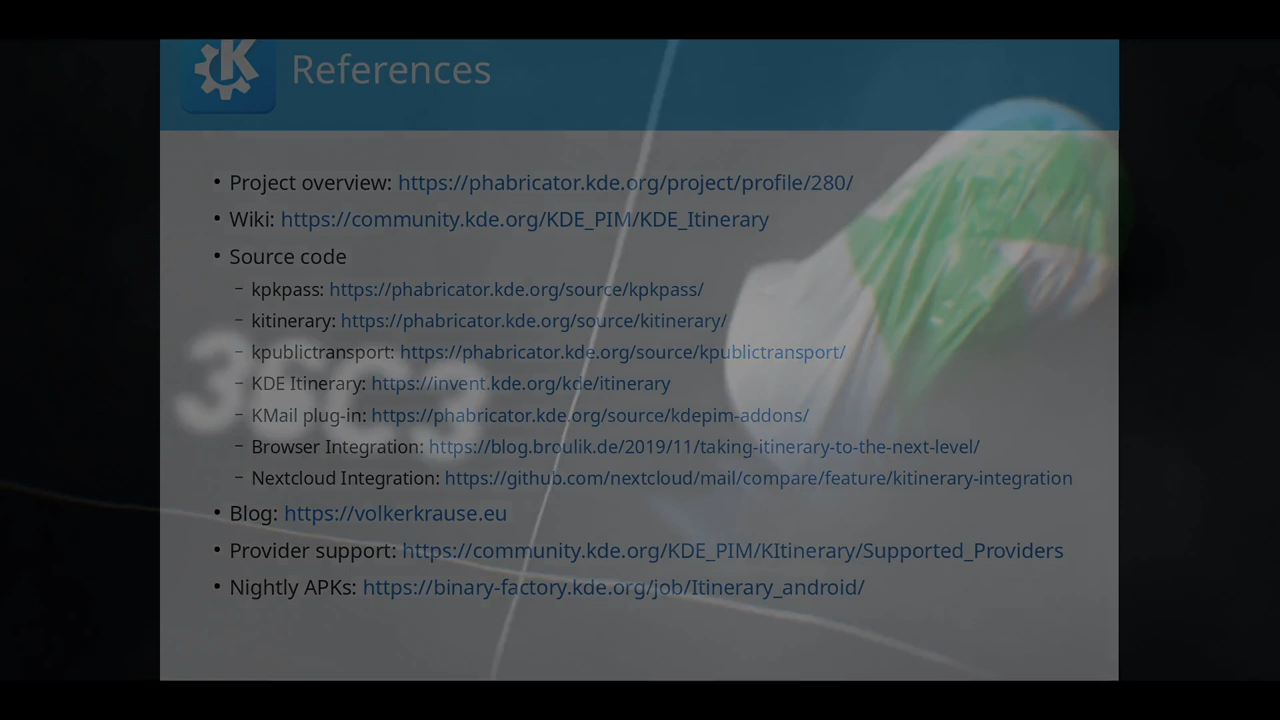 References
• Project overview: https://phabricator.kde.org/project/profile/280/
• Wiki: https://community.kde.org/KDE_PIM/KDE_Itinerary
• Source code
– kpkpass: https://phabricator.kde.org/source/kpkpass/
– kitinerary: https://phabricator.kde.org/source/kitinerary/
– kpublictransport: https://phabricator.kde.org/source/kpublictransport/
– KDE Itinerary: https://invent.kde.org/kde/itinerary
– KMail plug-in: https://phabricator.kde.org/source/kdepim-addons/
– Browser Integration: https://blog.broulik.de/2019/11/taking-itinerary-to-the-next-level/
– Nextcloud Integration: https://github.com/nextcloud/mail/compare/feature/kitinerary-integration
• Blog: https://volkerkrause.eu
• Provider support: https://community.kde.org/KDE_PIM/KItinerary/Supported_Providers
• Nightly APKs: https://binary-factory.kde.org/job/Itinerary_android/